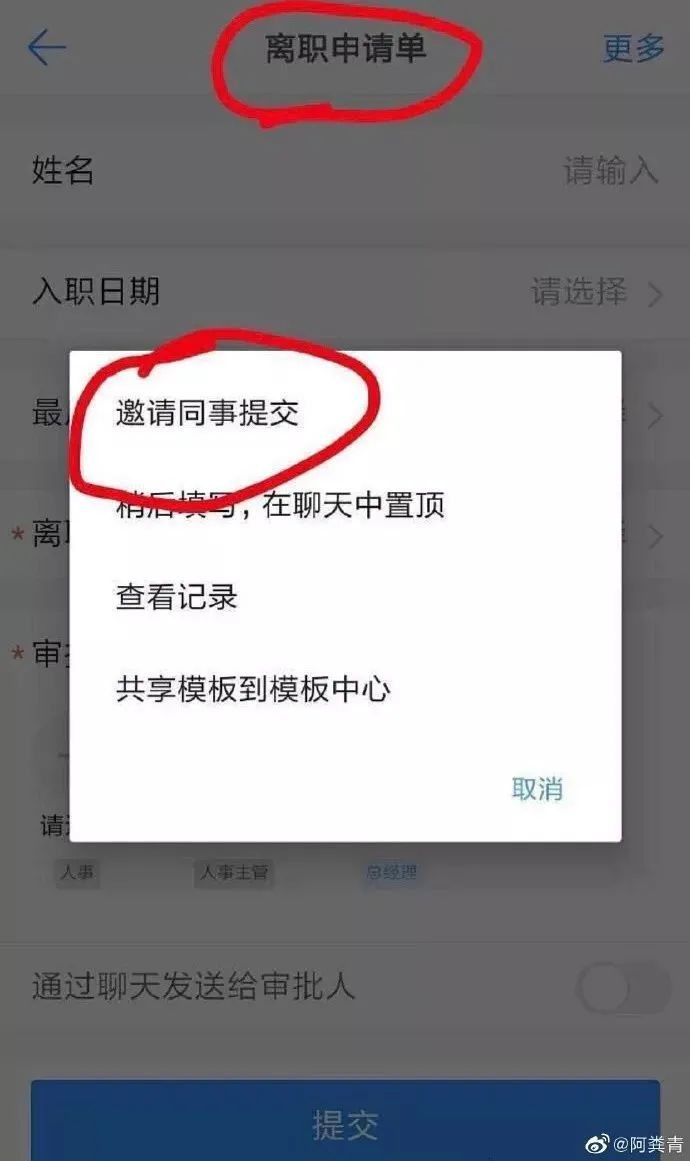 离职申请单
更多
姓名
请输入
入职日期
请选择
邀请同事提交
稍后填写，在聊天中置顶
查看记录
共享模板到模板中心
取消
最
* 离
* 审
请
人事
人事主管
总经理
通过聊天发送给审批人
提交
@阿粪青